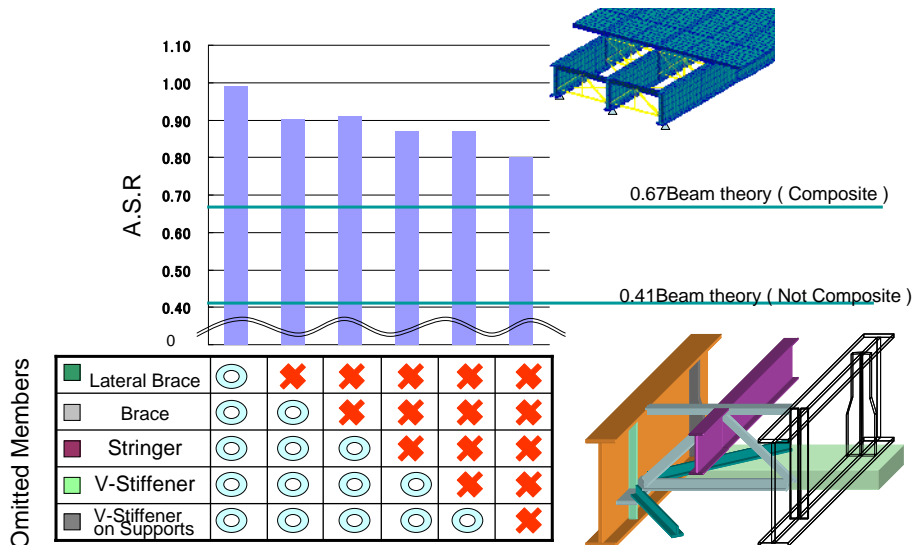 1.10
1.00
0.90
0.80
0.70
0.60
0.50
0.40
0
A.S.R
0.67Beam theory ( Composite )
0.41Beam theory ( Not Composite )
Omitted Members
Lateral Brace
Brace
Stringer
V-Stiffener
V-Stiffener
on Supports